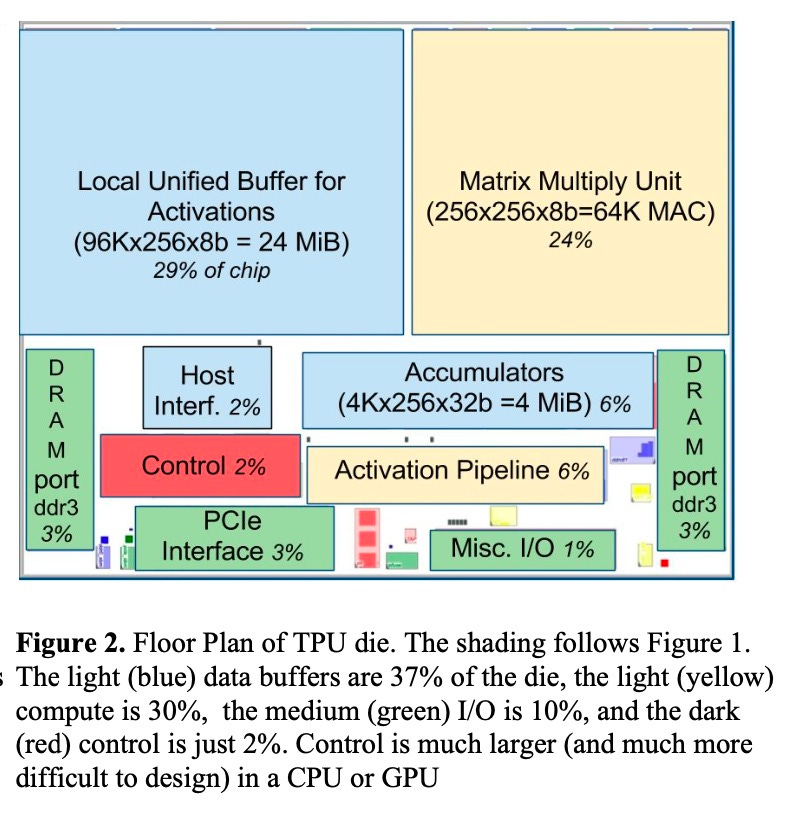 Local Unified Buffer for
Activations
(96Kx256x8b = 24 MiB)
29% of chip
Matrix Multiply Unit
(256x256x8b=64K MAC)
24%
D
R
A
M
port
ddr3
3%
Host
Interf. 2%
Accumulators
(4Kx256x32b =4 MiB) 6%
D
R
A
M
port
ddr3
3%
Control 2%
Activation Pipeline 6%
PCIe
Interface 3%
Misc. I/O 1%
Figure 2. Floor Plan of TPU die. The shading follows Figure 1.
The light (blue) data buffers are 37% of the die, the light (yellow)
compute is 30%,  the medium (green) I/O is 10%, and the dark
(red) control is just 2%. Control is much larger (and much more
difficult to design) in a CPU or GPU